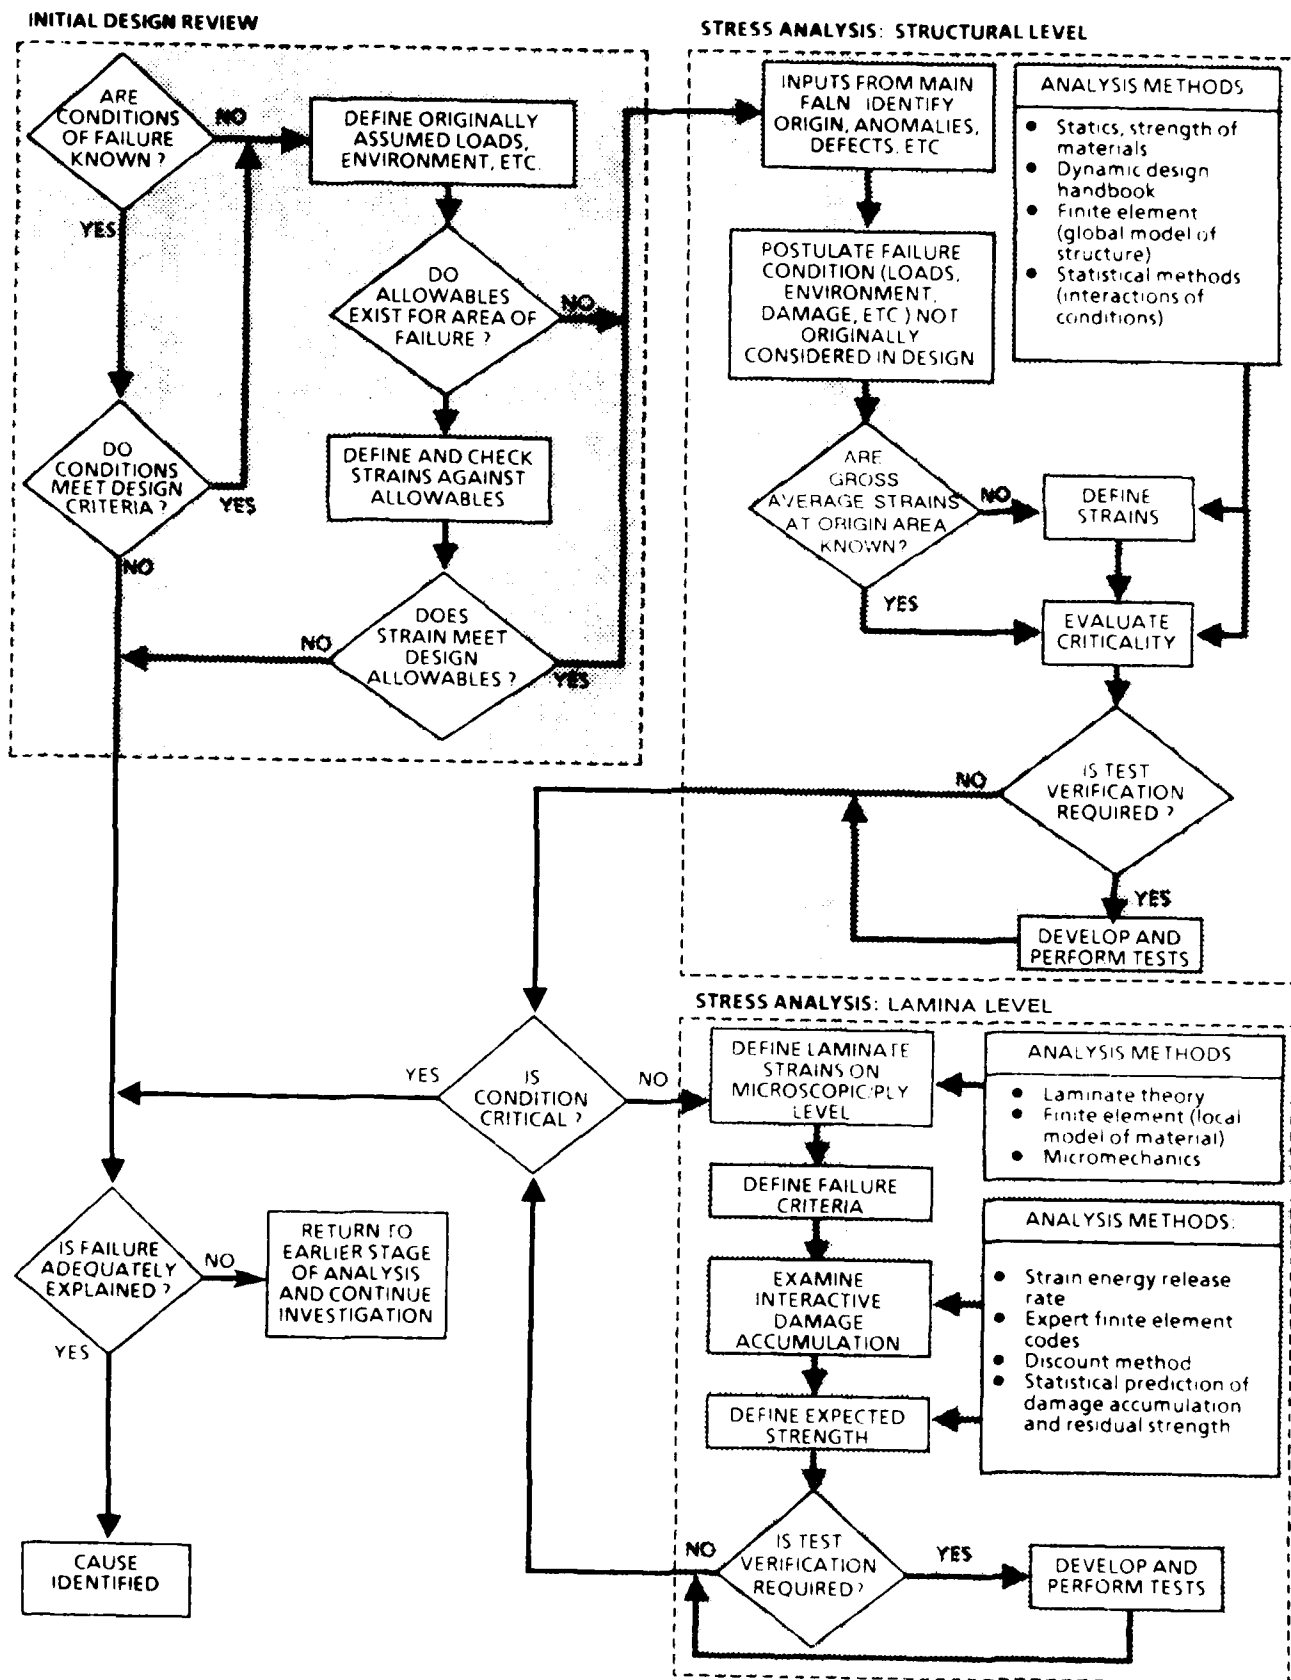 INITIAL DESIGN REVIEW
ARE
CONDITIONS
OF FAILURE
KNOWN ?
NO
YES
DEFINE ORIGINALLY
ASSUMED LOADS,
ENVIRONMENT, ETC.
DO
ALLOWABLES
EXIST FOR AREA OF
FAILURE ?
NO
DO
CONDITIONS
MEET DESIGN
CRITERIA ?
YES
NO
DEFINE AND CHECK
STRAINS AGAINST
ALLOWABLES
DOES
STRAIN MEET
DESIGN
ALLOWABLES ?
NO
YES
STRESS ANALYSIS: STRUCTURAL LEVEL
INPUTS FROM MAIN
FALN IDENTIFY
ORIGIN, ANOMALIES,
DEFECTS, ETC
POSTULATE FAILURE
CONDITION (LOADS,
ENVIRONMENT,
DAMAGE, ETC ) NOT
ORIGINALLY
CONSIDERED IN DESIGN
ANALYSIS METHODS
● Statics, strength of
materials
● Dynamic design
handbook
● Finite element
(global model of
structure)
● Statistical methods
(interactions of
conditions)
ARE
GROSS
AVERAGE STRAINS
AT ORIGIN AREA
KNOWN?
NO
YES
DEFINE
STRAINS
EVALUATE
CRITICALITY
IS TEST
VERIFICATION
REQUIRED ?
NO
YES
DEVELOP AND
PERFORM TESTS
STRESS ANALYSIS: LAMINA LEVEL
IS
CONDITION
CRITICAL ?
YES
NO
DEFINE LAMINATE
STRAINS ON
MICROSCOPIC/PLY
LEVEL
ANALYSIS METHODS
● Laminate theory
● Finite element (local
model of material)
● Micromechanics
DEFINE FAILURE
CRITERIA
EXAMINE
INTERACTIVE
DAMAGE
ACCUMULATION
DEFINE EXPECTED
STRENGTH
ANALYSIS METHODS:
● Strain energy release
rate
● Expert finite element
codes
● Discount method
● Statistical prediction of
damage accumulation
and residual strength
IS TEST
VERIFICATION
REQUIRED?
NO
YES
DEVELOP AND
PERFORM TESTS
IS FAILURE
ADEQUATELY
EXPLAINED ?
NO
YES
RETURN TO
EARLIER STAGE
OF ANALYSIS
AND CONTINUE
INVESTIGATION
CAUSE
IDENTIFIED